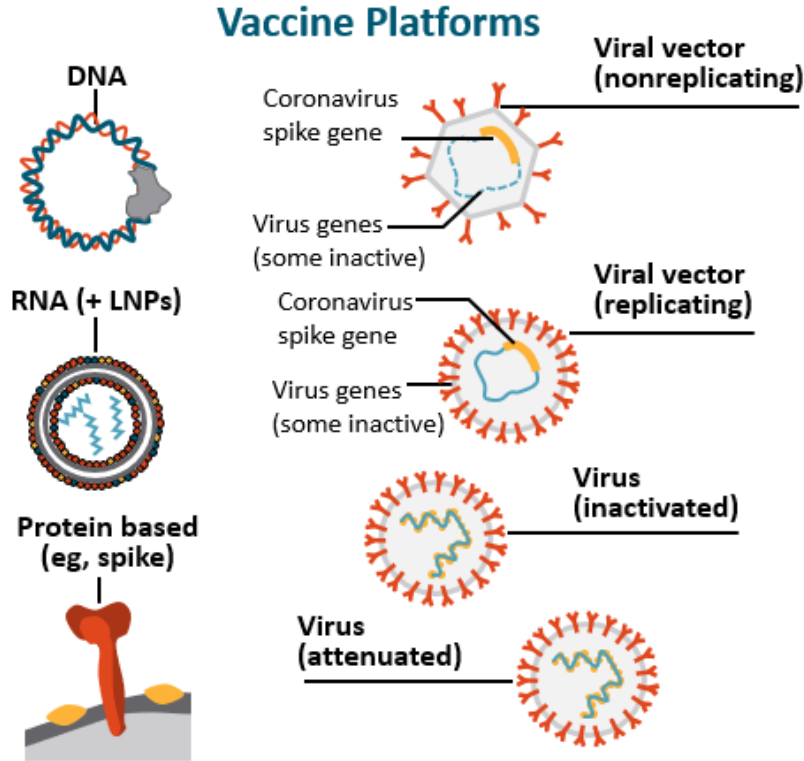 Vaccine Platforms
DNA
RNA (+ LNPs)
Protein based
(eg, spike)
Viral vector
(nonreplicating)
Coronavirus
spike gene
Virus genes
(some inactive)
Viral vector
(replicating)
Coronavirus
spike gene
Virus genes
(some inactive)
Virus
(inactivated)
Virus
(attenuated)